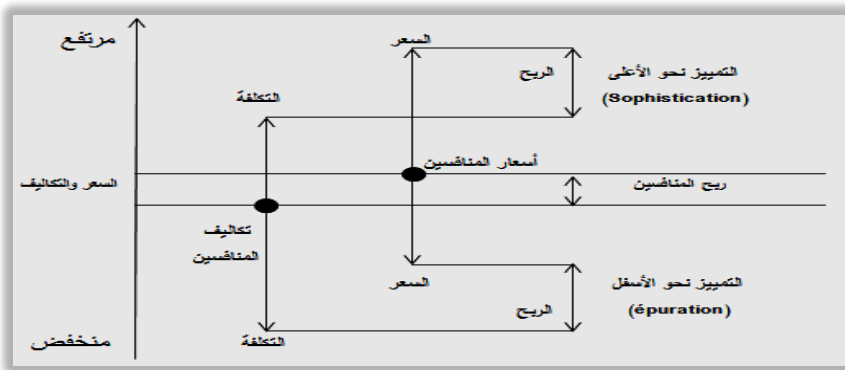 مرتفع
السعر
الربح
التمييز نحو الأعلى
(Sophistication)
التكلفة
أسعار المنافسين
السعر والتكاليف
ربح المنافسين
تكاليف
المنافسين
السعر
التمييز نحو الأسفل
الربح
(épuration)
منخفض
التكلفة